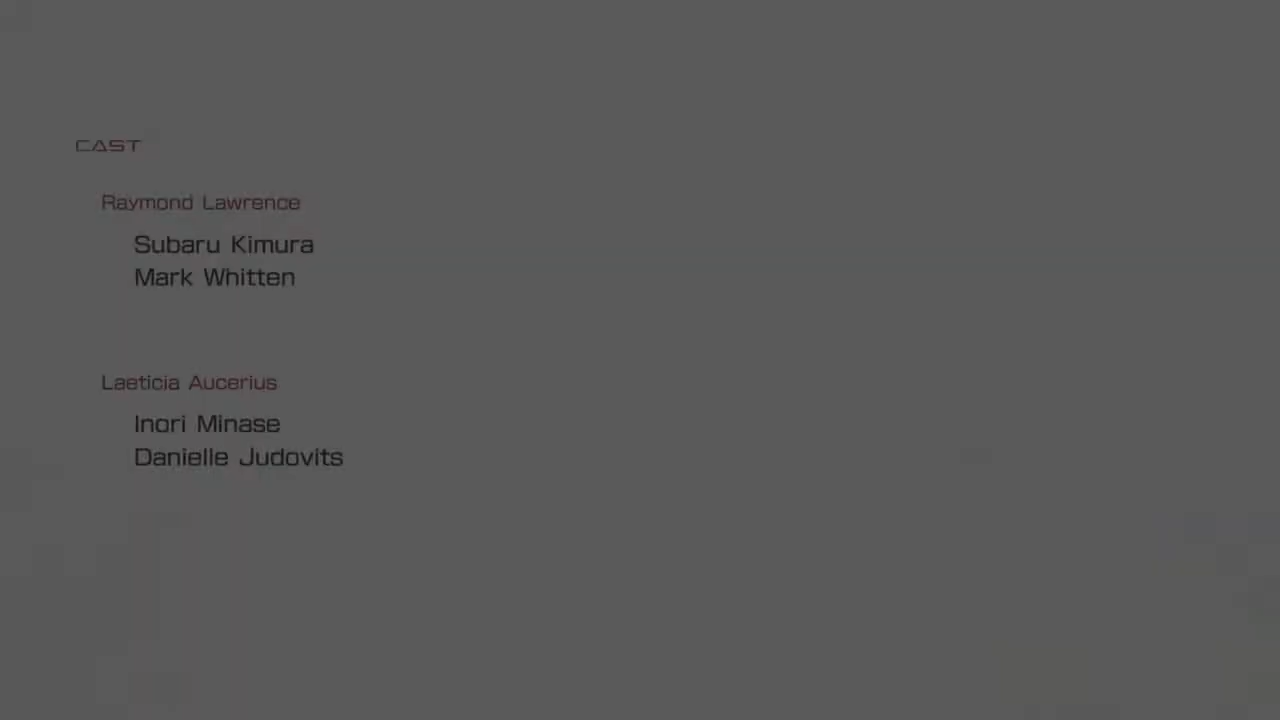 CAST
Raymond Lawrence
Subaru Kimura
Mark Whitten
Laeticia Aucerius
Inori Minase
Danielle Judovits